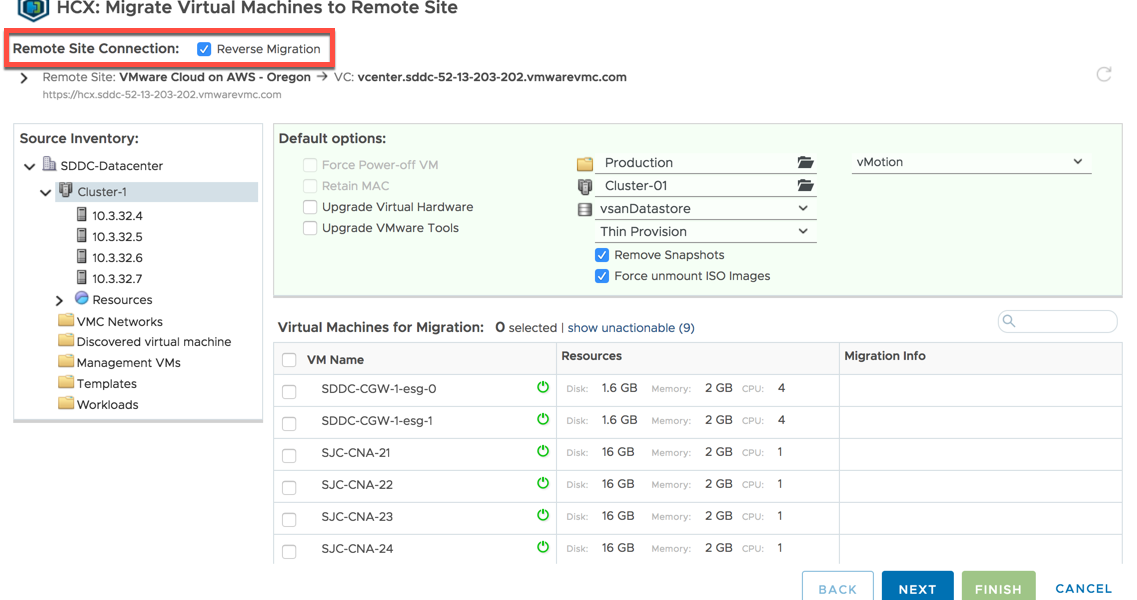 HCX: Migrate Virtual Machines to Remote Site
Remote Site Connection: Reverse Migration
Remote Site: VMware Cloud on AWS - Oregon → VC: vcenter.sddc-52-13-203-202.vmwarevmc.com
https://hcx.sddc-52-13-203-202.vmwarevmc.com
Source Inventory:
SDDC-Datacenter
Cluster-1
10.3.32.4
10.3.32.5
10.3.32.6
10.3.32.7
Resources
VMC Networks
Discovered virtual machine
Management VMs
Templates
Workloads
Default options:
Force Power-off VM
Retain MAC
Upgrade Virtual Hardware
Upgrade VMware Tools
Production
Cluster-01
vsanDatastore
Thin Provision
Remove Snapshots
Force unmount ISO Images
vMotion
Virtual Machines for Migration: 0 selected | show unactionable (9)
VM Name Resources Migration Info
SDDC-CGW-1-esg-0 Disk: 1.6 GB Memory: 2 GB CPU: 4
SDDC-CGW-1-esg-1 Disk: 1.6 GB Memory: 2 GB CPU: 4
SJC-CNA-21 Disk: 16 GB Memory: 2 GB CPU: 1
SJC-CNA-22 Disk: 16 GB Memory: 2 GB CPU: 1
SJC-CNA-23 Disk: 16 GB Memory: 2 GB CPU: 1
SJC-CNA-24 Disk: 16 GB Memory: 2 GB CPU: 1
BACK NEXT FINISH CANCEL